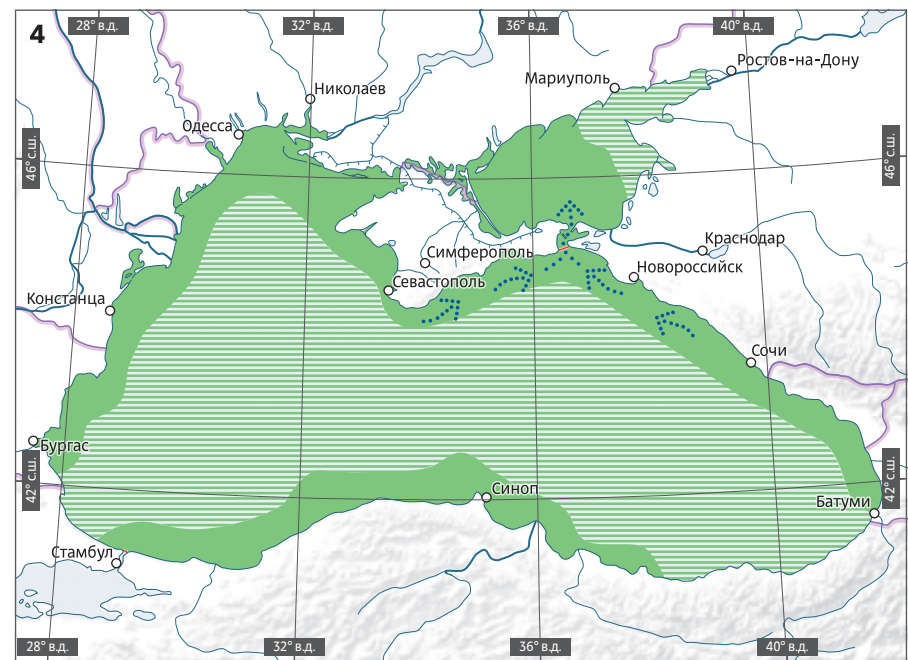 4
28° в.д.
32° в.д.
36° в.д.
40° в.д.
Ростов-на-Дону
Мариуполь
Николаев
Одесса
46° с.ш.
46° с.ш.
Краснодар
Симферополь
Новороссийск
Севастополь
Констанца
Сочи
Бургас
42° с.ш.
42° с.ш.
Синоп
Батуми
Стамбул
28° в.д.
32° в.д.
36° в.д.
40° в.д.